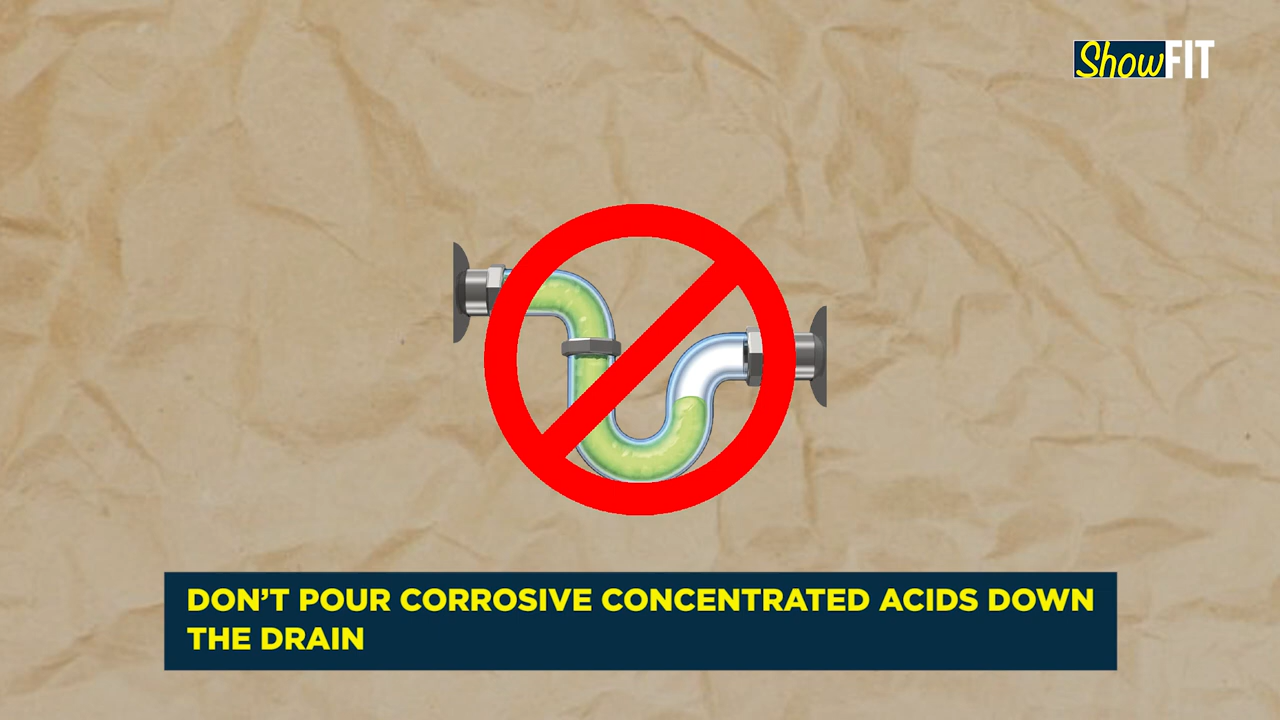 ShowFIT
DON'T POUR CORROSIVE CONCENTRATED ACIDS DOWN
THE DRAIN